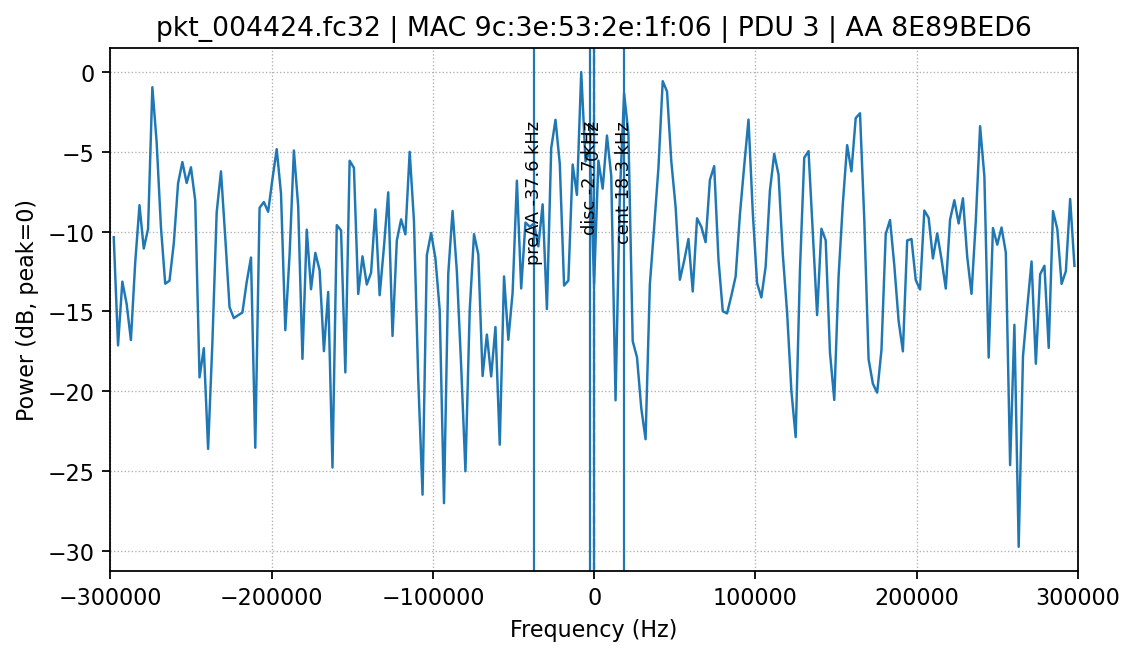 pkt_004424.fc32 | MAC 9c:3e:53:2e:1f:06 | PDU 3 | AA 8E89BED6
Power (dB, peak=0)
0
−5
−10
−15
−20
−25
−30
preAA -37.6 kHz
disc -2.7 kHz
cent 18.3 kHz
−300000
−200000
−100000
0
100000
200000
300000
Frequency (Hz)